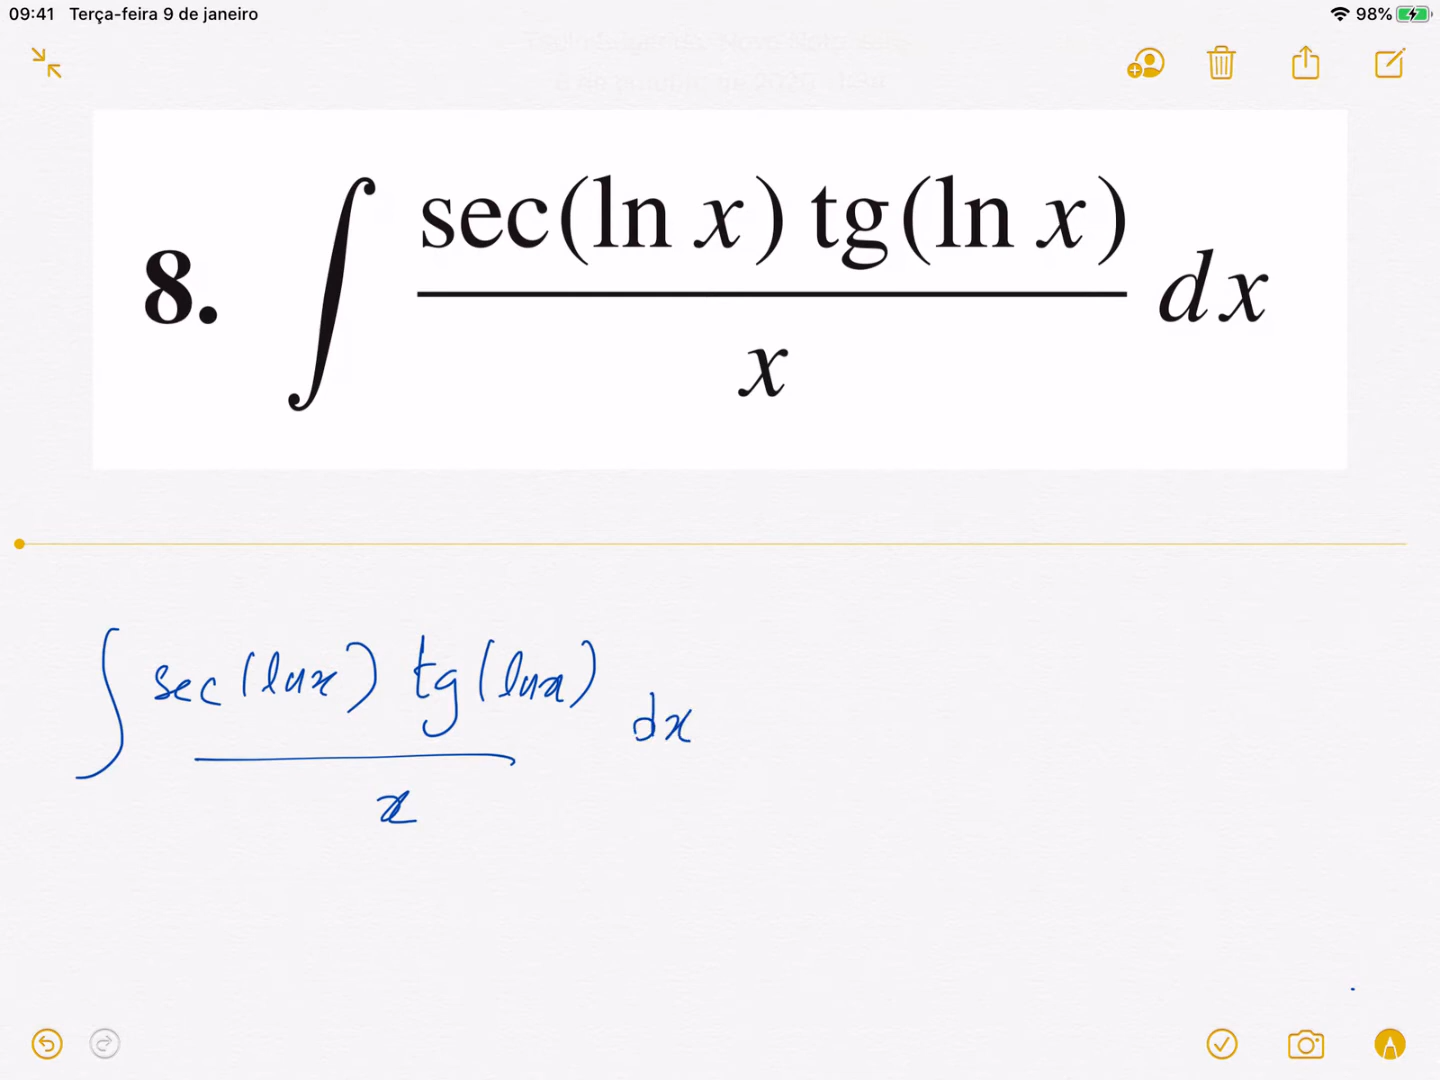 09:41 Terça-feira 9 de janeiro 98%
8. ∫ sec(ln x) tg(ln x) / x dx
∫ sec(lnx) tg(lnx) / x dx